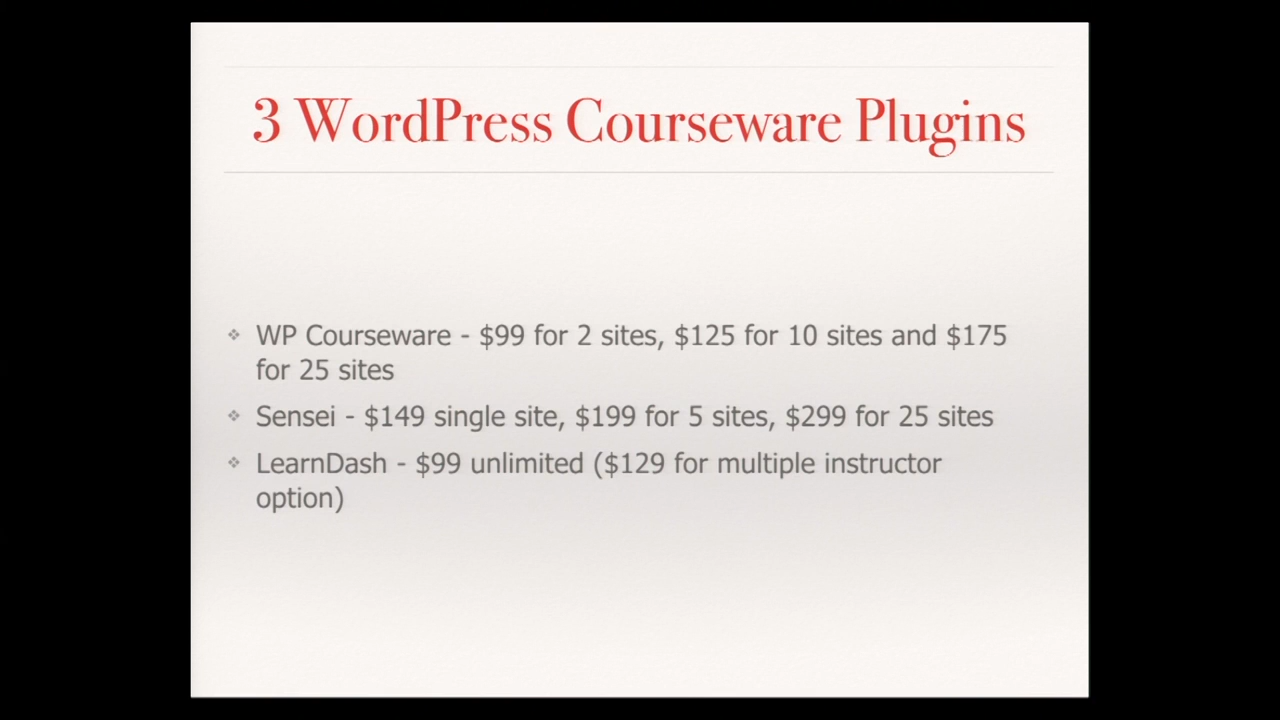 3 WordPress Courseware Plugins
WP Courseware - $99 for 2 sites, $125 for 10 sites and $175
for 25 sites
Sensei - $149 single site, $199 for 5 sites, $299 for 25 sites
LearnDash - $99 unlimited ($129 for multiple instructor
option)